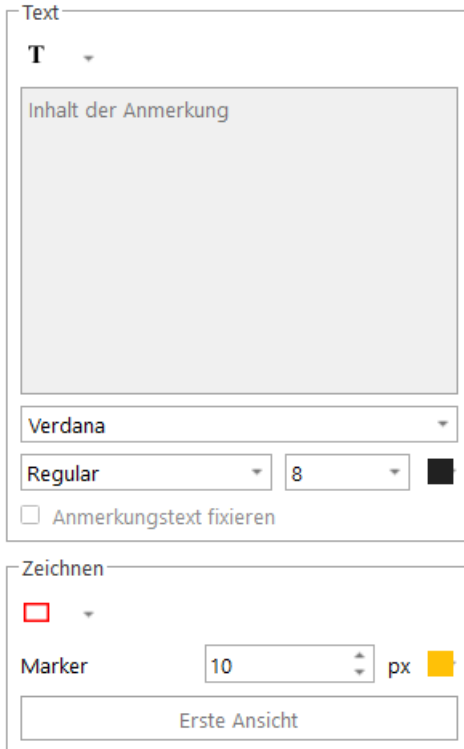 Text
T
Inhalt der Anmerkung
Verdana
Regular 8
Anmerkungstext fixieren
Zeichnen
Marker 10 px
Erste Ansicht